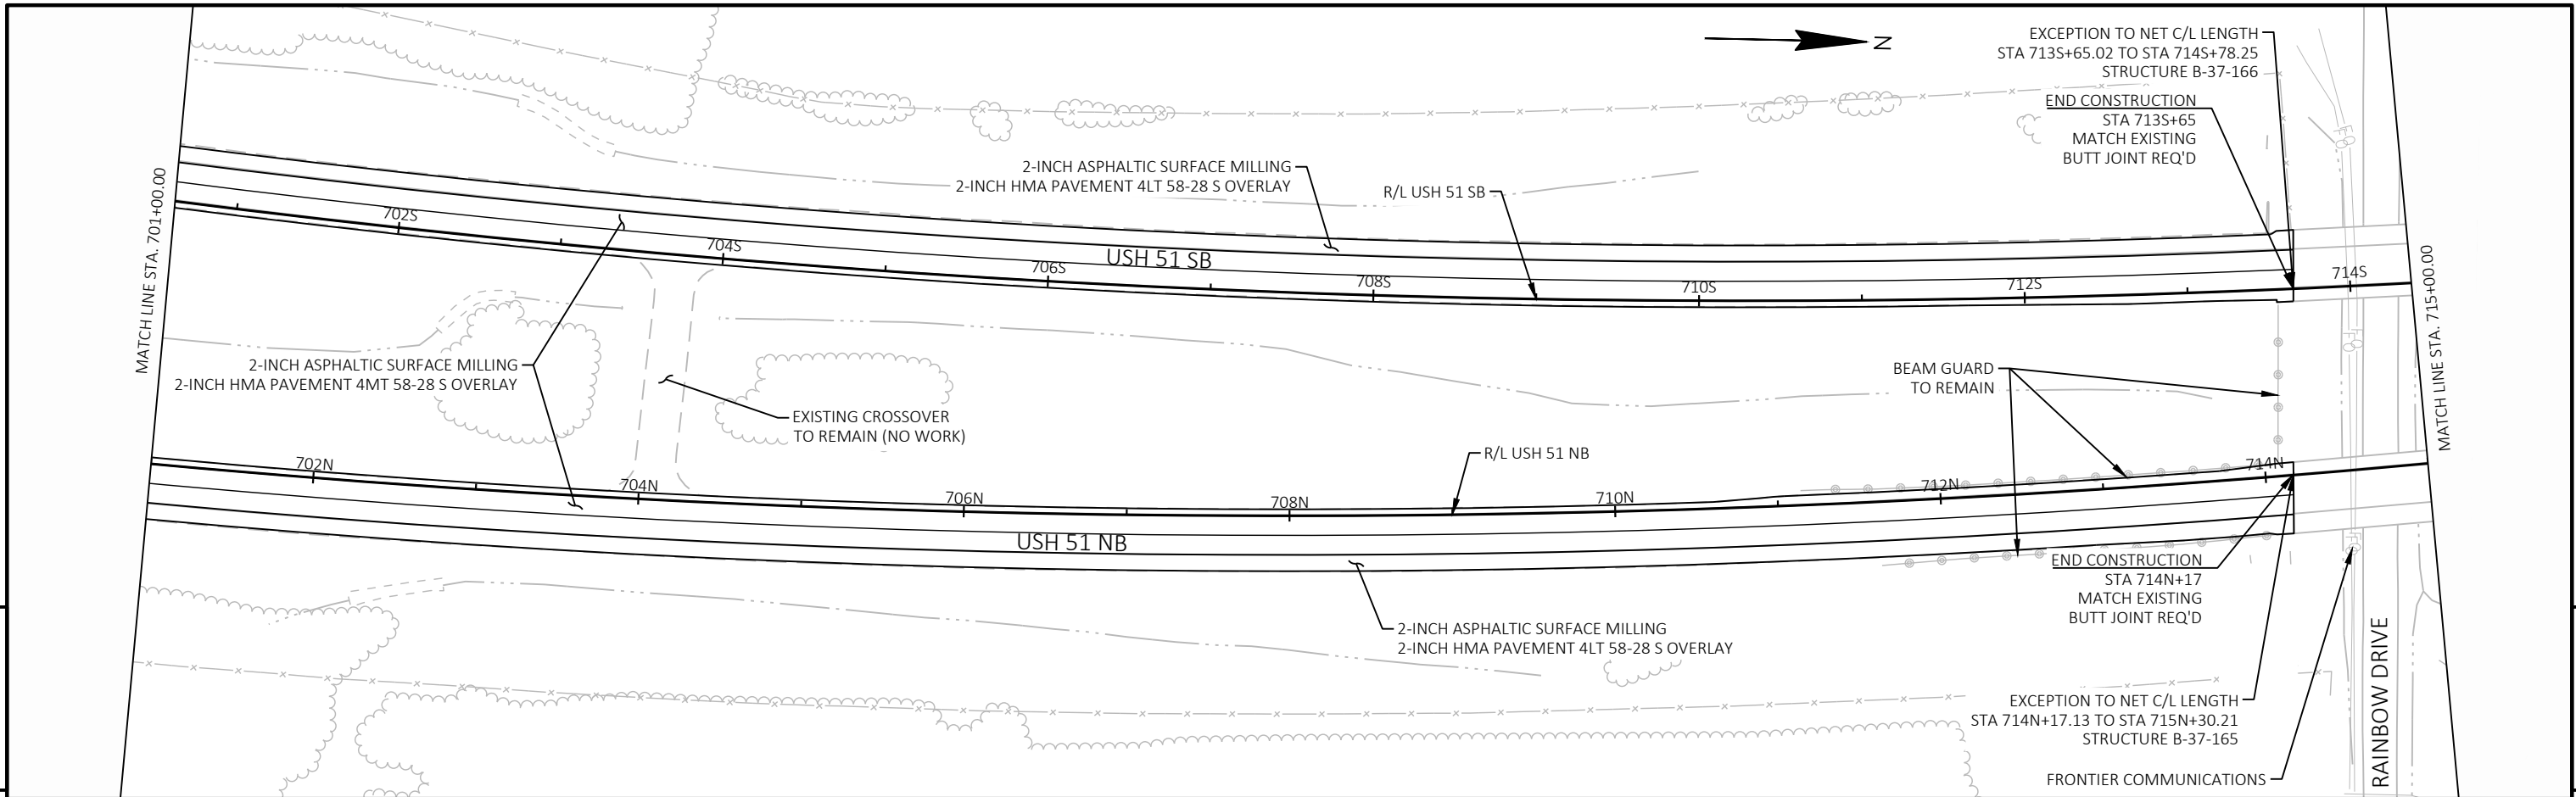 N
EXCEPTION TO NET C/L LENGTH
STA 713S+65.02 TO STA 714S+78.25
STRUCTURE B-37-166
END CONSTRUCTION
STA 713S+65
MATCH EXISTING
BUTT JOINT REQ'D
MATCH LINE STA. 701+00.00
2-INCH ASPHALTIC SURFACE MILLING
2-INCH HMA PAVEMENT 4LT 58-28 S OVERLAY
R/L USH 51 SB
702S
704S
706S
708S
710S
712S
714S
USH 51 SB
MATCH LINE STA. 715+00.00
2-INCH ASPHALTIC SURFACE MILLING
2-INCH HMA PAVEMENT 4MT 58-28 S OVERLAY
EXISTING CROSSOVER
TO REMAIN (NO WORK)
BEAM GUARD
TO REMAIN
R/L USH 51 NB
702N
704N
706N
708N
710N
712N
714N
USH 51 NB
END CONSTRUCTION
STA 714N+17
MATCH EXISTING
BUTT JOINT REQ'D
2-INCH ASPHALTIC SURFACE MILLING
2-INCH HMA PAVEMENT 4LT 58-28 S OVERLAY
EXCEPTION TO NET C/L LENGTH
STA 714N+17.13 TO STA 715N+30.21
STRUCTURE B-37-165
FRONTIER COMMUNICATIONS
RAINBOW DRIVE